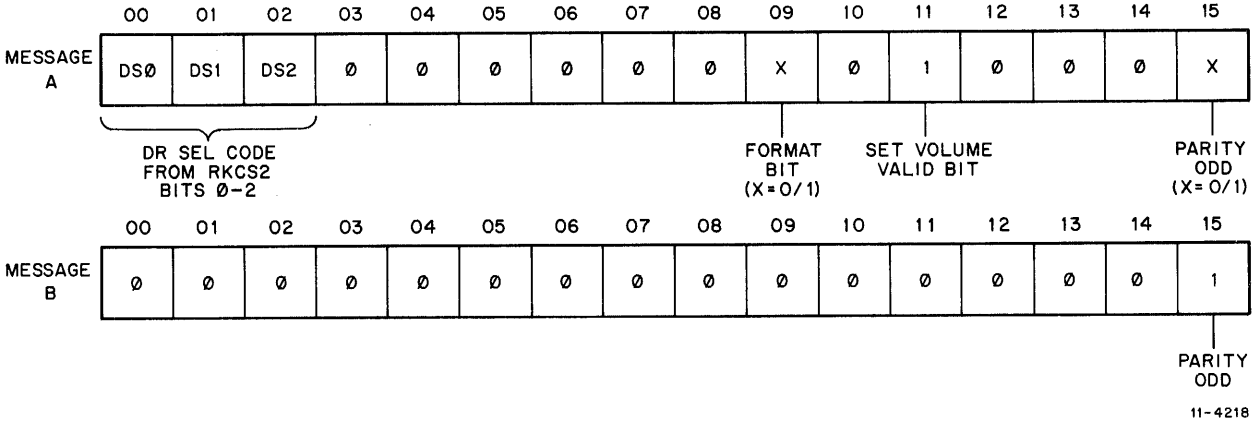 00 01 02 03 04 05 06 07 08 09 10 11 12 13 14 15
MESSAGE
A
DSØ DS1 DS2 Ø Ø Ø Ø Ø Ø X Ø 1 Ø Ø Ø X
DR SEL CODE
FROM RKCS2
BITS Ø-2
FORMAT
BIT
(X=0/1)
SET VOLUME
VALID BIT
PARITY
ODD
(X=0/1)
00 01 02 03 04 05 06 07 08 09 10 11 12 13 14 15
MESSAGE
B
Ø Ø Ø Ø Ø Ø Ø Ø Ø Ø Ø Ø Ø Ø Ø 1
PARITY
ODD
11-4218